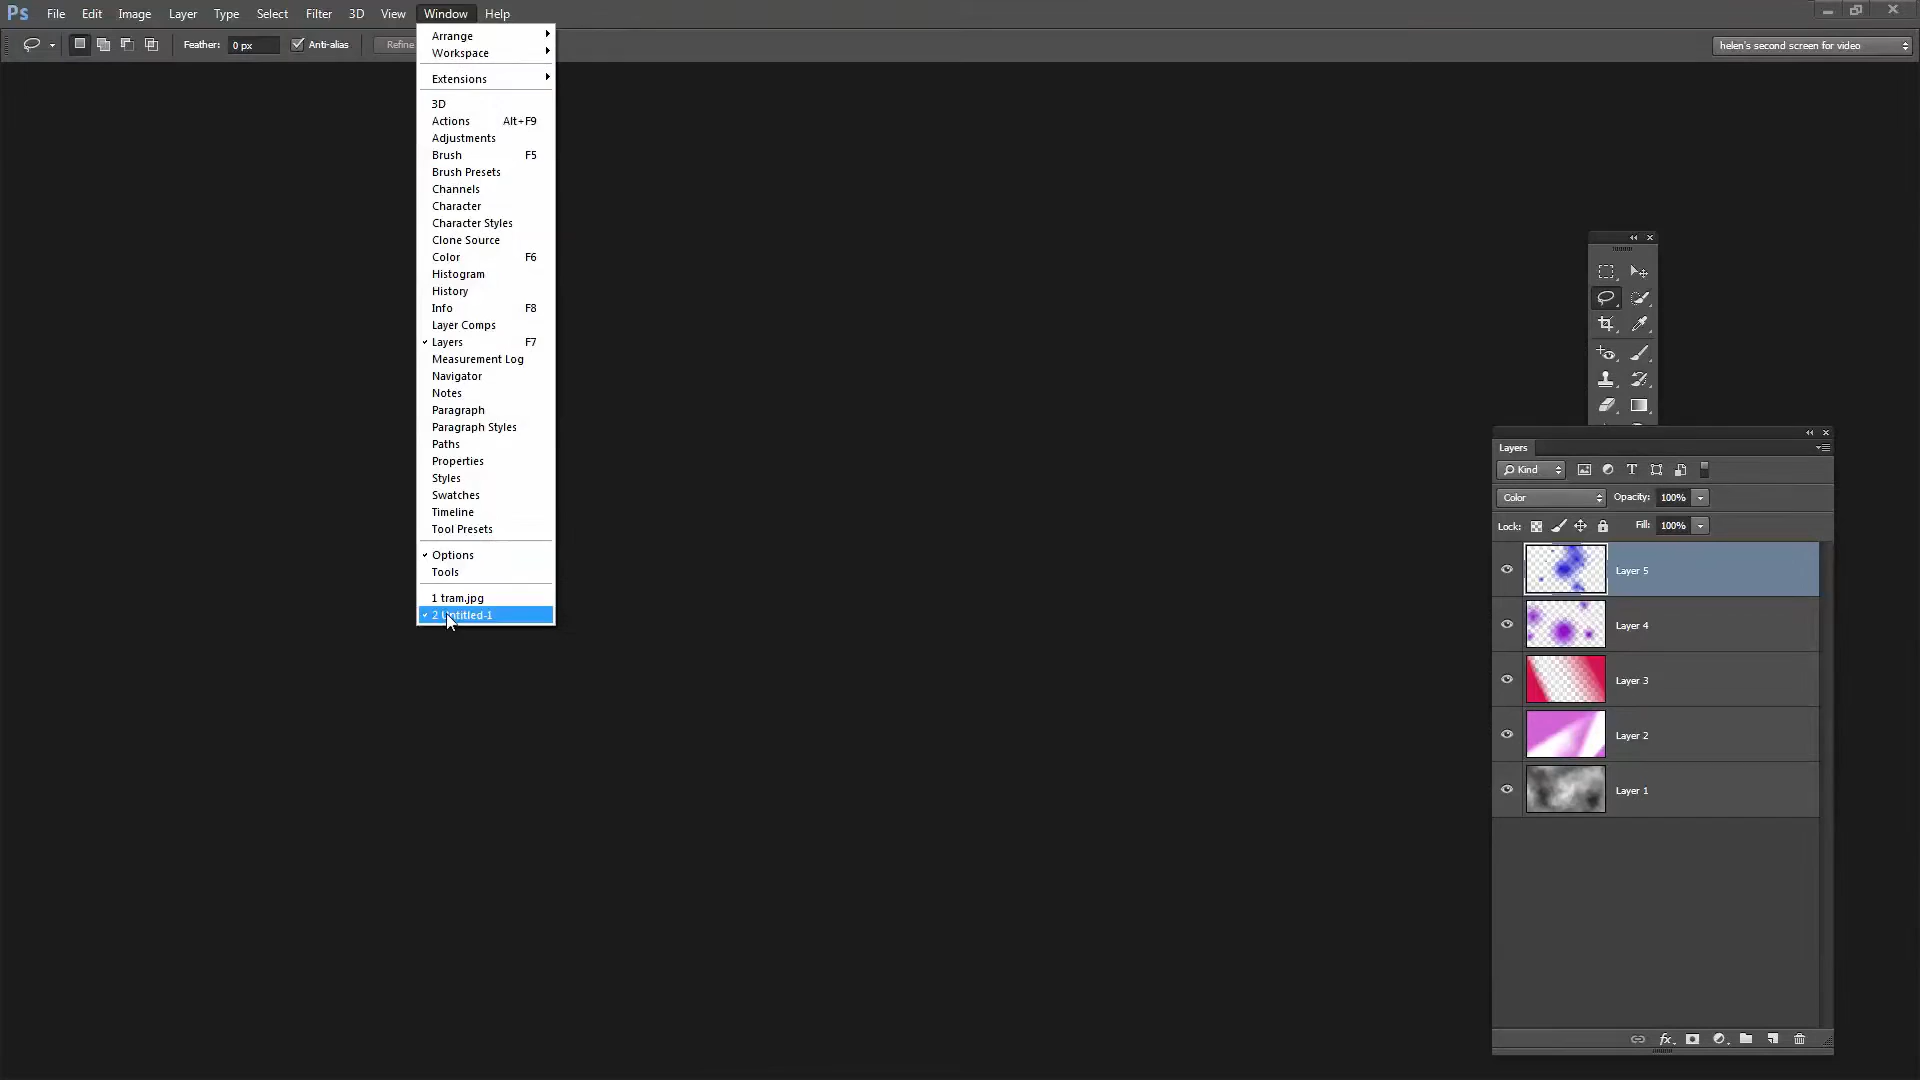 Ps File Edit Image Layer Type Select Filter 3D View Window Help
Feather: 0 px Anti-alias Refine
helen's second screen for video
Arrange
Workspace
Extensions
3D
Actions Alt+F9
Adjustments
Brush F5
Brush Presets
Channels
Character
Character Styles
Clone Source
Color F6
Histogram
History
Info F8
Layer Comps
Layers F7
Measurement Log
Navigator
Notes
Paragraph
Paragraph Styles
Paths
Properties
Styles
Swatches
Timeline
Tool Presets
Options
Tools
1 tram.jpg
2 Untitled-1
Layers
Kind
Color Opacity: 100%
Lock: Fill: 100%
Layer 5
Layer 4
Layer 3
Layer 2
Layer 1
fx